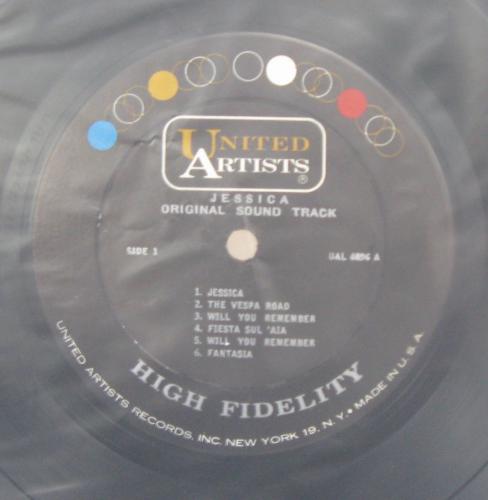 UNITED
ARTISTS
®
JESSICA
ORIGINAL SOUND TRACK
SIDE 1
UAL 4096 A
1. JESSICA
2. THE VESPA ROAD
3. WILL YOU REMEMBER
4. FIESTA SUL 'AIA
5. WILL YOU REMEMBER
6. FANTASIA
HIGH FIDELITY
UNITED ARTISTS RECORDS, INC. NEW YORK 19, N.Y. • MADE IN U.S.A.